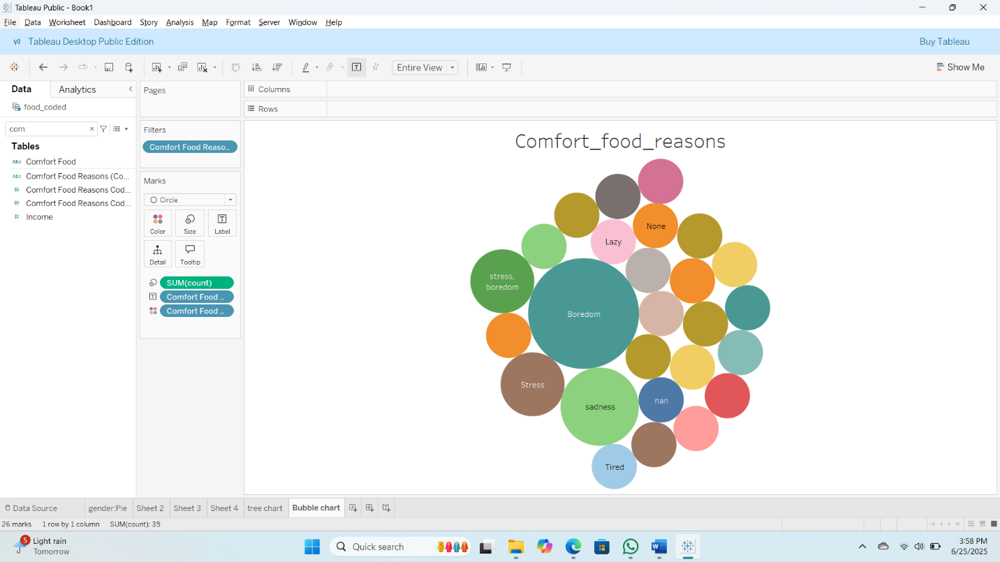 Tableau Public - Book1
File Data Worksheet Dashboard Story Analysis Map Format Server Window Help
Tableau Desktop Public Edition
Buy Tableau
Entire View
Show Me
Data
Analytics
food_coded
com
Tables
Abc Comfort Food
Abc Comfort Food Reasons (Co...
# Comfort Food Reasons Cod...
# Comfort Food Reasons Cod...
# Income
Pages
Filters
Comfort Food Reaso..
Marks
Circle
Color Size Label
Detail Tooltip
SUM(count)
Comfort Food ..
Comfort Food ..
Columns
Rows
Comfort_food_reasons
None
Lazy
stress,
boredom
Boredom
Stress
sadness
nan
Tired
Data Source gender:Pie Sheet 2 Sheet 3 Sheet 4 tree chart Bubble chart
26 marks 1 row by 1 column SUM(count): 35
5
Light rain
Tomorrow
Quick search
3:58 PM
6/25/2025